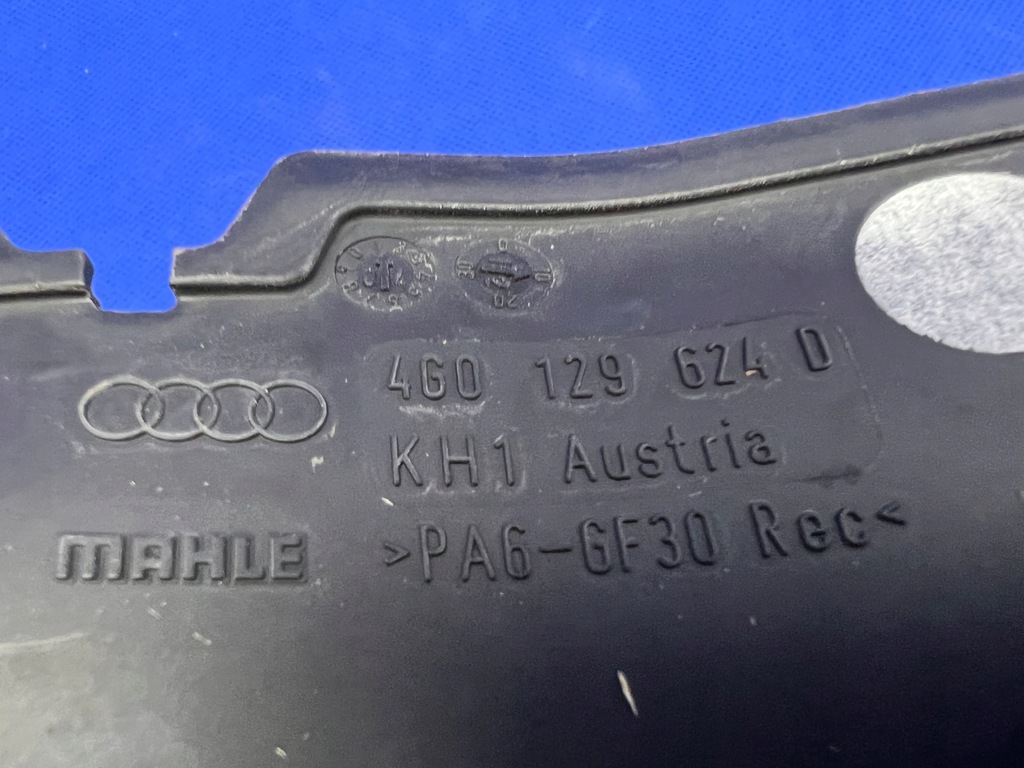 4G0 129 624 D
KH1 Austria
MAHLE
>PA6-GF30 Rec<